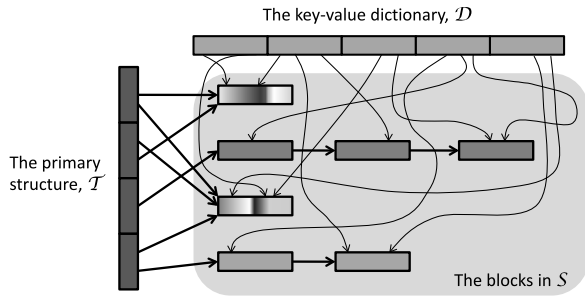 The key-value dictionary, 𝒟
The primary
structure, 𝒯
The blocks in 𝒮